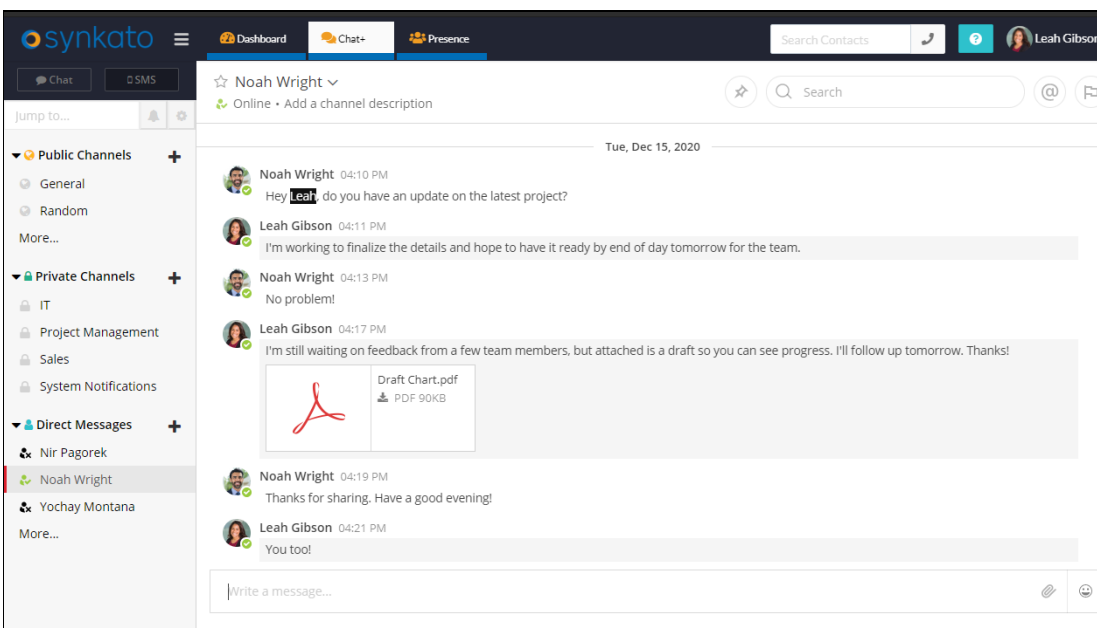 synkato
Dashboard
Chat+
Presence
Search Contacts
?
Leah Gibson
Chat
SMS
Jump to...
Public Channels
General
Random
More...
Private Channels
IT
Project Management
Sales
System Notifications
Direct Messages
Nir Pagorek
Noah Wright
Yochay Montana
More...
Noah Wright
Online • Add a channel description
Search
@
Tue, Dec 15, 2020
Noah Wright 04:10 PM
Hey Leah, do you have an update on the latest project?
Leah Gibson 04:11 PM
I'm working to finalize the details and hope to have it ready by end of day tomorrow for the team.
Noah Wright 04:13 PM
No problem!
Leah Gibson 04:17 PM
I'm still waiting on feedback from a few team members, but attached is a draft so you can see progress. I'll follow up tomorrow. Thanks!
Draft Chart.pdf
PDF 90KB
Noah Wright 04:19 PM
Thanks for sharing. Have a good evening!
Leah Gibson 04:21 PM
You too!
Write a message...